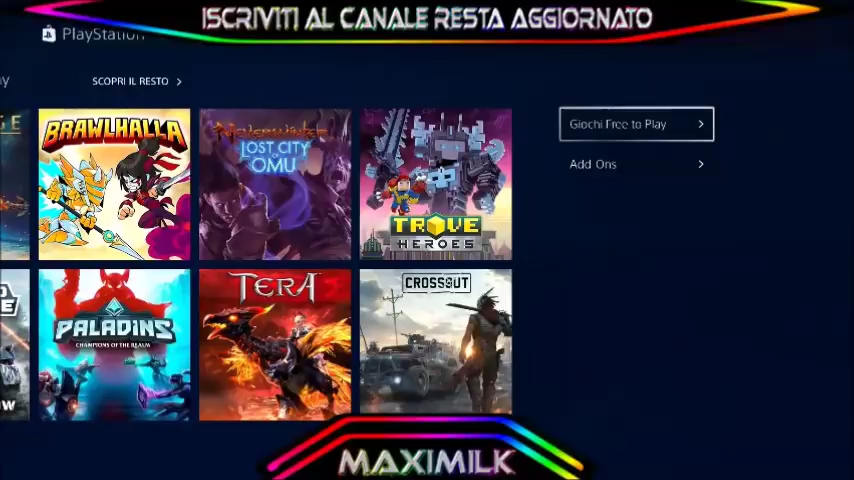 ISCRIVITI AL CANALE RESTA AGGIORNATO
PlayStation
ay
SCOPRI IL RESTO >
Giochi Free to Play >
Add Ons >
BRAWLHALLA
NEVERWINTER
LOST CITY
OF
OMU
TROVE
HEROES
PALADINS
CHAMPIONS OF THE REALM
TERA
CROSSOUT
MAXIMILK